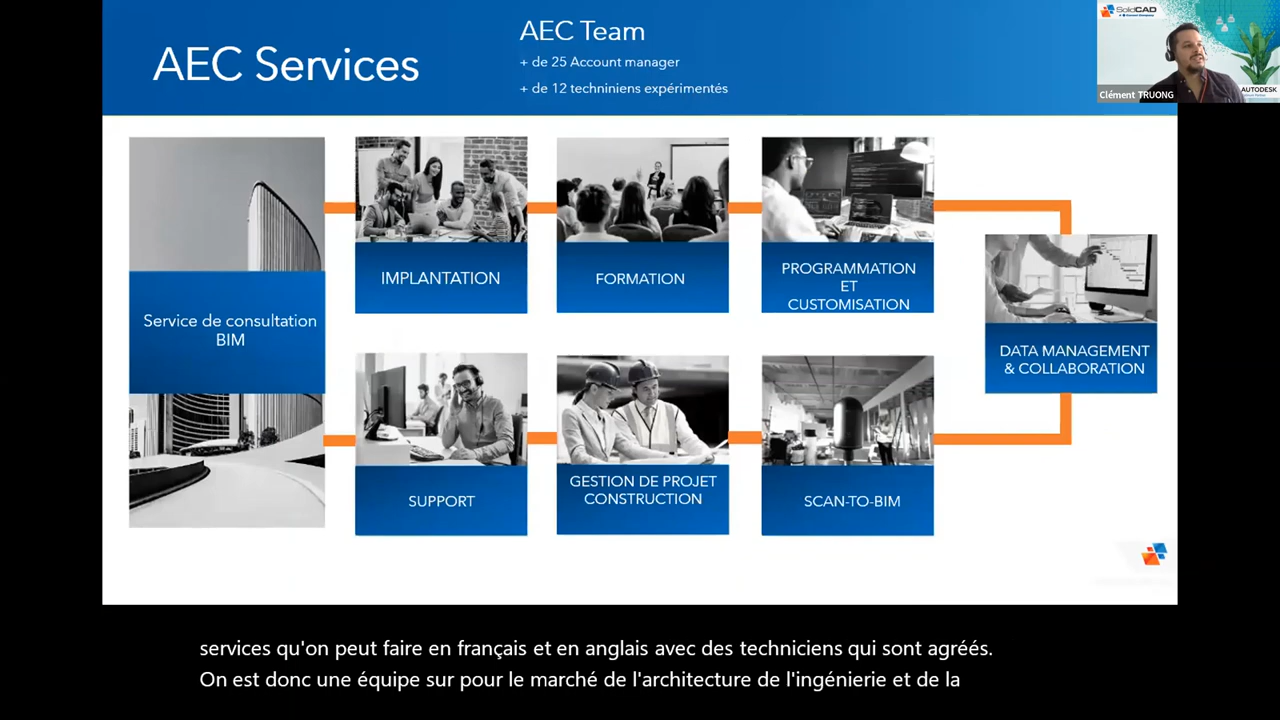 AEC Services
AEC Team
+ de 25 Account manager
+ de 12 techniniens expérimentés
SolidCAD
Clément TRUONG
AUTODESK
Service de consultation
BIM
IMPLANTATION
FORMATION
PROGRAMMATION
ET
CUSTOMISATION
DATA MANAGEMENT
& COLLABORATION
SUPPORT
GESTION DE PROJET
CONSTRUCTION
SCAN-TO-BIM
services qu'on peut faire en français et en anglais avec des techniciens qui sont agréés.
On est donc une équipe sur pour le marché de l'architecture de l'ingénierie et de la